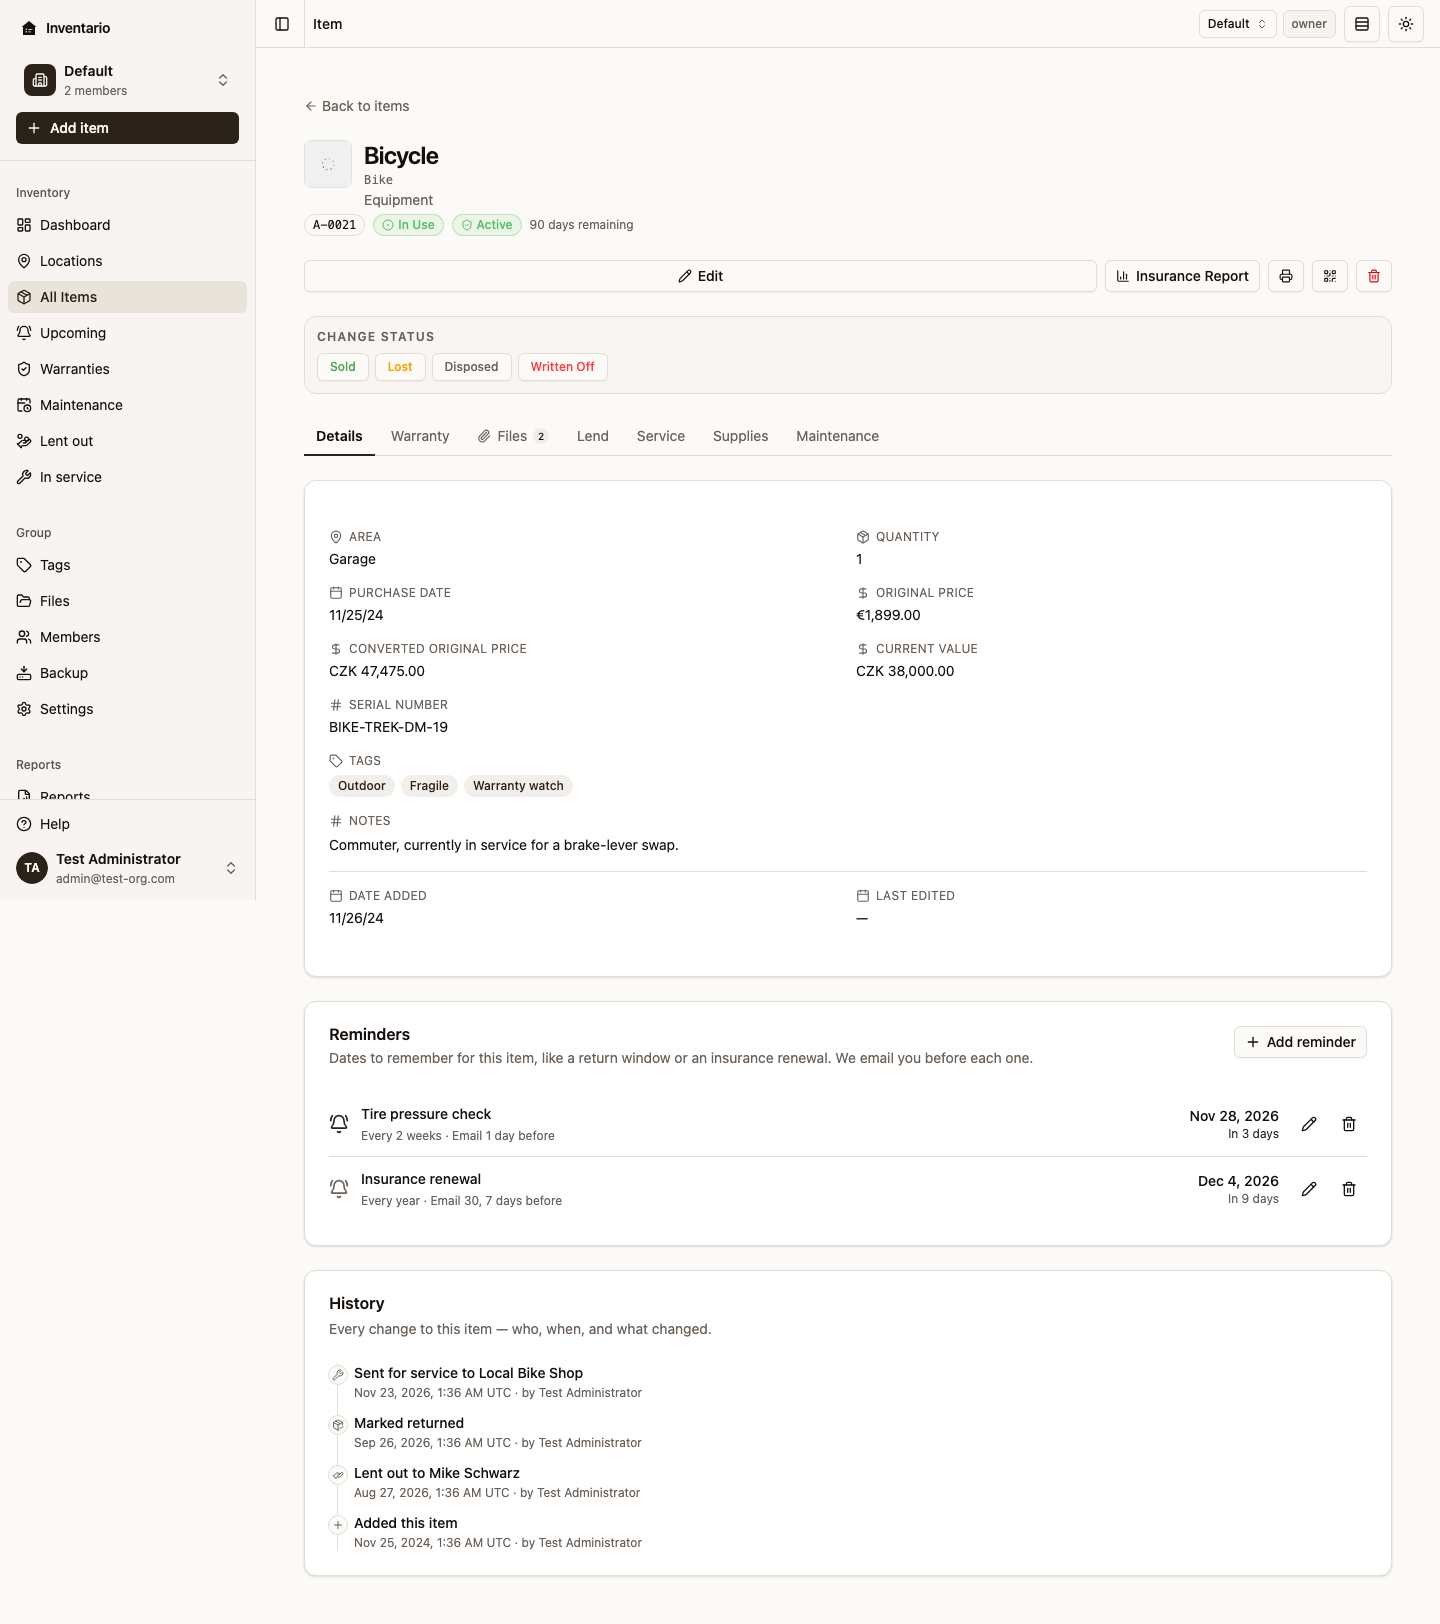 Inventario
Default
2 members
Add item
Inventory
Dashboard
Locations
All Items
Upcoming
Warranties
Maintenance
Lent out
In service
Group
Tags
Files
Members
Backup
Settings
Reports
Reports
Help
TA
Test Administrator
admin@test-org.com
Item
Default
owner
Back to items
Bicycle
Bike
Equipment
A-0021 In Use Active 90 days remaining
Edit Insurance Report
CHANGE STATUS
Sold Lost Disposed Written Off
Details Warranty Files 2 Lend Service Supplies Maintenance
AREA QUANTITY
Garage 1
PURCHASE DATE ORIGINAL PRICE
11/25/24 €1,899.00
CONVERTED ORIGINAL PRICE CURRENT VALUE
CZK 47,475.00 CZK 38,000.00
SERIAL NUMBER
BIKE-TREK-DM-19
TAGS
Outdoor Fragile Warranty watch
NOTES
Commuter, currently in service for a brake-lever swap.
DATE ADDED LAST EDITED
11/26/24 —
Reminders
Dates to remember for this item, like a return window or an insurance renewal. We email you before each one.
Add reminder
Tire pressure check
Every 2 weeks · Email 1 day before
Nov 28, 2026
In 3 days
Insurance renewal
Every year · Email 30, 7 days before
Dec 4, 2026
In 9 days
History
Every change to this item — who, when, and what changed.
Sent for service to Local Bike Shop
Nov 23, 2026, 1:36 AM UTC · by Test Administrator
Marked returned
Sep 26, 2026, 1:36 AM UTC · by Test Administrator
Lent out to Mike Schwarz
Aug 27, 2026, 1:36 AM UTC · by Test Administrator
Added this item
Nov 25, 2024, 1:36 AM UTC · by Test Administrator